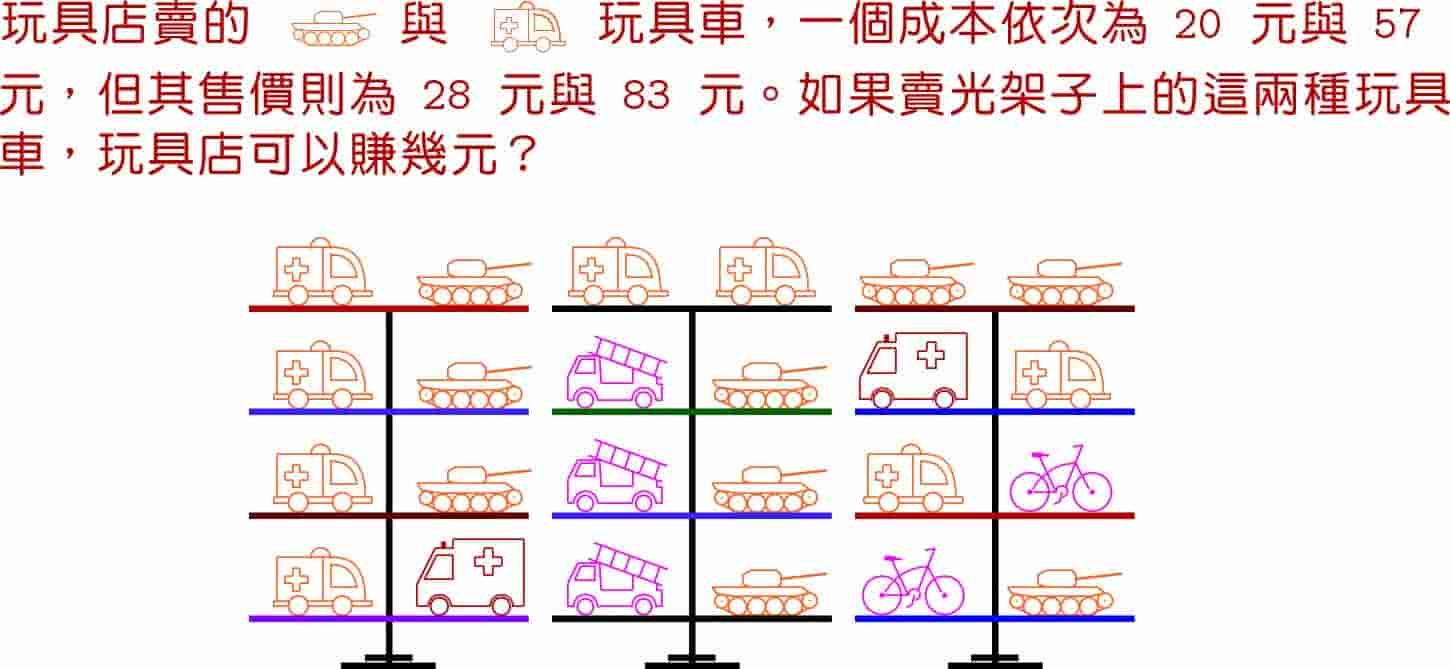 玩具店賣的 與 玩具車，一個成本依次為 20 元與 57
元，但其售價則為 28 元與 83 元。如果賣光架子上的這兩種玩具
車，玩具店可以賺幾元？